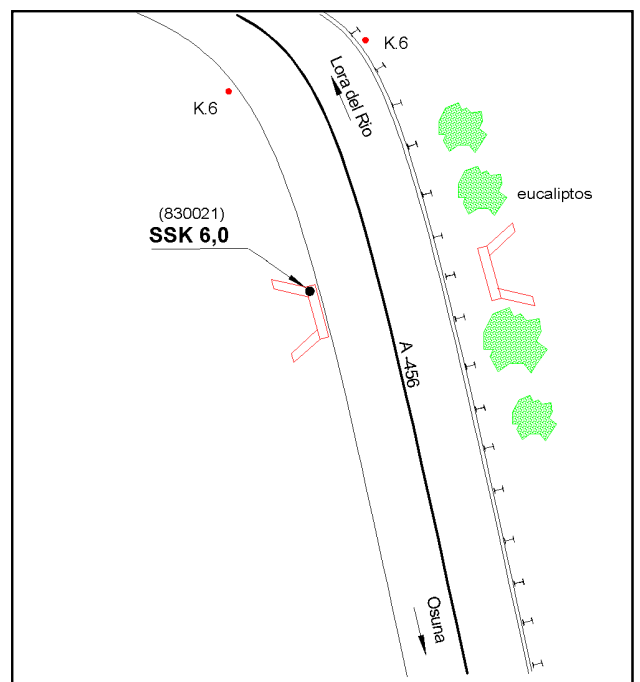 K.6
K.6
Lora del Rio
eucaliptos
(830021)
SSK 6,0
A -456
Osuna